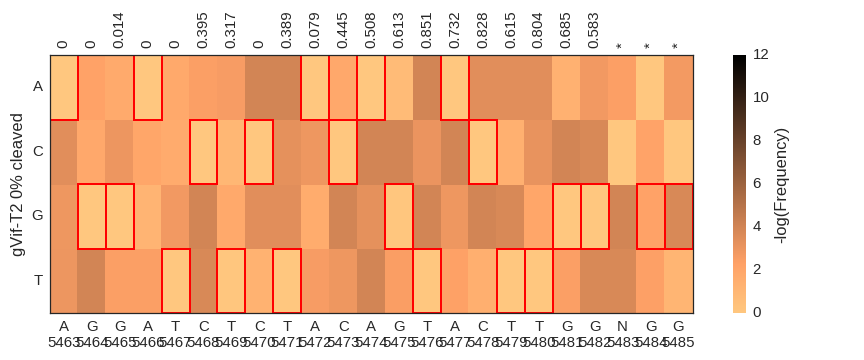 0 0 0.014 0 0 0.395 0.317 0 0.389 0.079 0.445 0.508 0.613 0.851 0.732 0.828 0.615 0.804 0.685 0.583 * * *
gVif-T2 0% cleaved
A
C
G
T
A G G A T C T C T A C A G T A C T T G G N G G
5463 5464 5465 5466 5467 5468 5469 5470 5471 5472 5473 5474 5475 5476 5477 5478 5479 5480 5481 5482 5483 5484 5485
12
10
8
6
4
2
0
-log(Frequency)